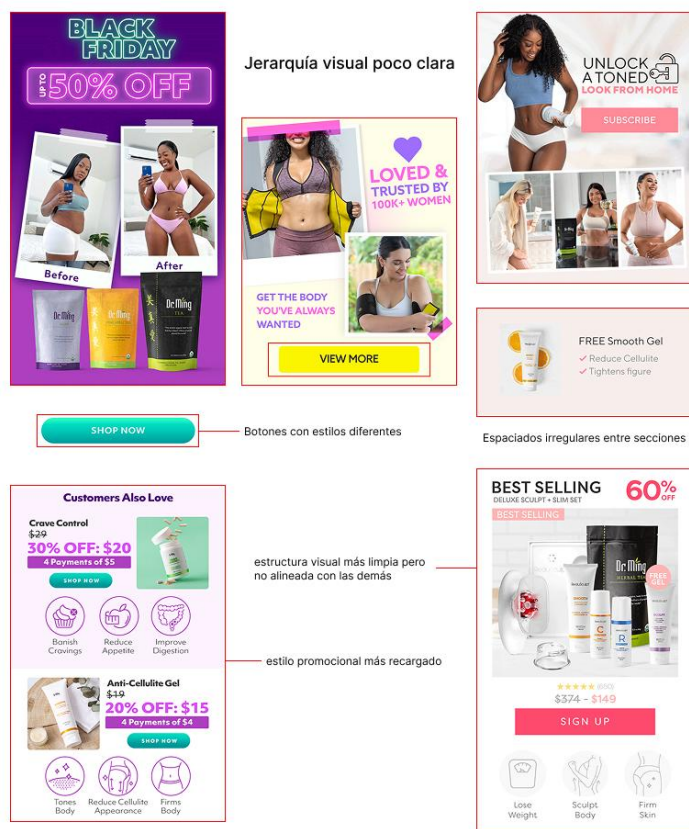 BLACK
FRIDAY
UP TO
50% OFF
Before
After
Dr.Ming
Dr.Ming
Dr.Ming
TEA
SHOP NOW
Jerarquía visual poco clara
LOVED &
TRUSTED BY
100K+ WOMEN
GET THE BODY
YOU'VE ALWAYS
WANTED
VIEW MORE
Botones con estilos diferentes
UNLOCK
A TONED
LOOK FROM HOME
SUBSCRIBE
FREE Smooth Gel
✓ Reduce Cellulite
✓ Tightens figure
Espaciados irregulares entre secciones
Customers Also Love
Crave Control
$29
30% OFF: $20
4 Payments of $5
SHOP NOW
Banish
Cravings
Reduce
Appetite
Improve
Digestion
Anti-Cellulite Gel
$19
20% OFF: $15
4 Payments of $4
SHOP NOW
Tones
Body
Reduce Cellulite
Appearance
Firms
Body
estructura visual más limpia pero
no alineada con las demás
estilo promocional más recargado
BEST SELLING
DELUXE SCULPT + SLIM SET
60%
OFF
BEST SELLING
Dr.Ming
HERBAL TEA
FREE
GEL
C
R
$374 - $149
SIGN UP
Lose
Weight
Sculpt
Body
Firm
Skin